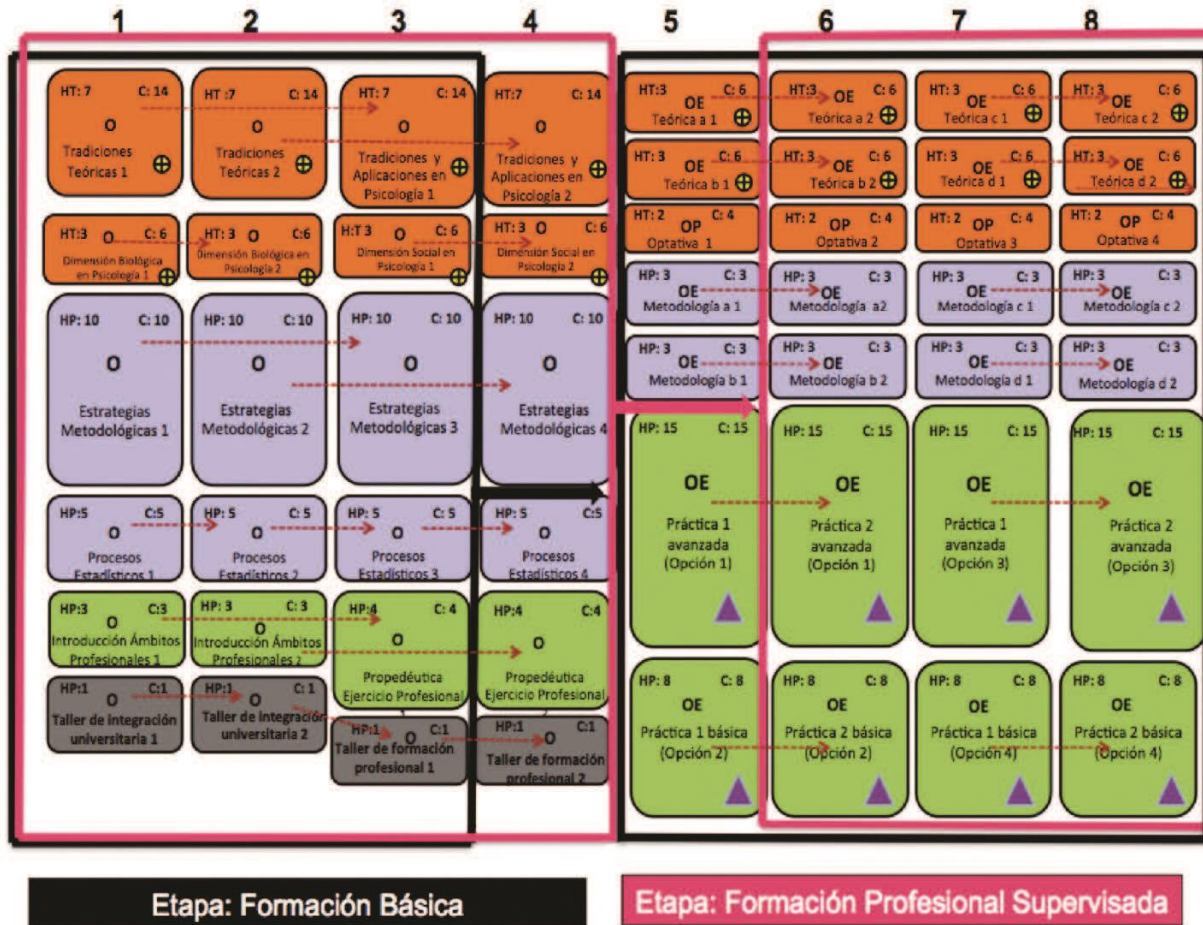 1 2 3 4 5 6 7 8
HT: 7 C: 14
O
Tradiciones
Teóricas 1
HT :7 C: 14
O
Tradiciones
Teóricas 2
HT: 7 C: 14
O
Tradiciones y
Aplicaciones en
Psicología 1
HT:7 C: 14
O
Tradiciones y
Aplicaciones en
Psicología 2
HT:3 C: 6
OE
Teórica a 1
HT:3 C: 6
OE
Teórica a 2
HT: 3 C: 6
OE
Teórica c 1
HT: 3 C: 6
OE
Teórica c 2
HT: 3 C: 6
OE
Teórica b 1
HT: 3 C: 6
OE
Teórica b 2
HT: 3 C: 6
OE
Teórica d 1
HT: 3 C: 6
OE
Teórica d 2
HT:3 O C: 6
Dimensión Biológica
en Psicología 1
HT: 3 O C:6
Dimensión Biológica en
Psicología 2
H:T 3 O C: 6
Dimensión Social en
Psicología 1
HT: 3 O C: 6
Dimensión Social en
Psicología 2
HT: 2 C: 4
OP
Optativa 1
HT: 2 C: 4
OP
Optativa 2
HT: 2 C: 4
OP
Optativa 3
HT: 2 C: 4
OP
Optativa 4
HP: 10 C: 10
O
Estrategias
Metodológicas 1
HP: 10 C: 10
O
Estrategias
Metodológicas 2
HP: 10 C: 10
O
Estrategias
Metodológicas 3
HP: 10 C: 10
O
Estrategias
Metodológicas 4
HP: 3 C: 3
OE
Metodología a 1
HP: 3 C: 3
OE
Metodología a2
HP: 3 C: 3
OE
Metodología c 1
HP: 3 C: 3
OE
Metodología c 2
HP: 3 C: 3
OE
Metodología b 1
HP: 3 C: 3
OE
Metodología b 2
HP: 3 C: 3
OE
Metodología d 1
HP: 3 C: 3
OE
Metodología d 2
HP: 15 C: 15
OE
Práctica 1
avanzada
(Opción 1)
HP: 15 C: 15
OE
Práctica 2
avanzada
(Opción 1)
HP: 15 C: 15
OE
Práctica 1
avanzada
(Opción 3)
HP: 15 C: 15
OE
Práctica 2
avanzada
(Opción 3)
HP:5 C:5
O
Procesos
Estadísticos 1
HP: 5 C: 5
O
Procesos
Estadísticos 2
HP: 5 C: 5
O
Procesos
Estadísticos 3
HP: 5 C:5
O
Procesos
Estadísticos 4
HP:3 C:3
O
Introducción Ámbitos
Profesionales 1
HP: 3 C: 3
O
Introducción Ámbitos
Profesionales 2
HP:4 C: 4
O
Propedéutica
Ejercicio Profesional
HP:4 C:4
O
Propedéutica
Ejercicio Profesional
HP:1 O C:1
Taller de integración
universitaria 1
HP:1 O C: 1
Taller de integración
universitaria 2
HP:1 O C:1
Taller de formación
profesional 1
HP:1 O C:1
Taller de formación
profesional 2
HP: 8 C: 8
OE
Práctica 1 básica
(Opción 2)
HP: 8 C: 8
OE
Práctica 2 básica
(Opción 2)
HP: 8 C: 8
OE
Práctica 1 básica
(Opción 4)
HP: 8 C: 8
OE
Práctica 2 básica
(Opción 4)
Etapa: Formación Básica
Etapa: Formación Profesional Supervisada